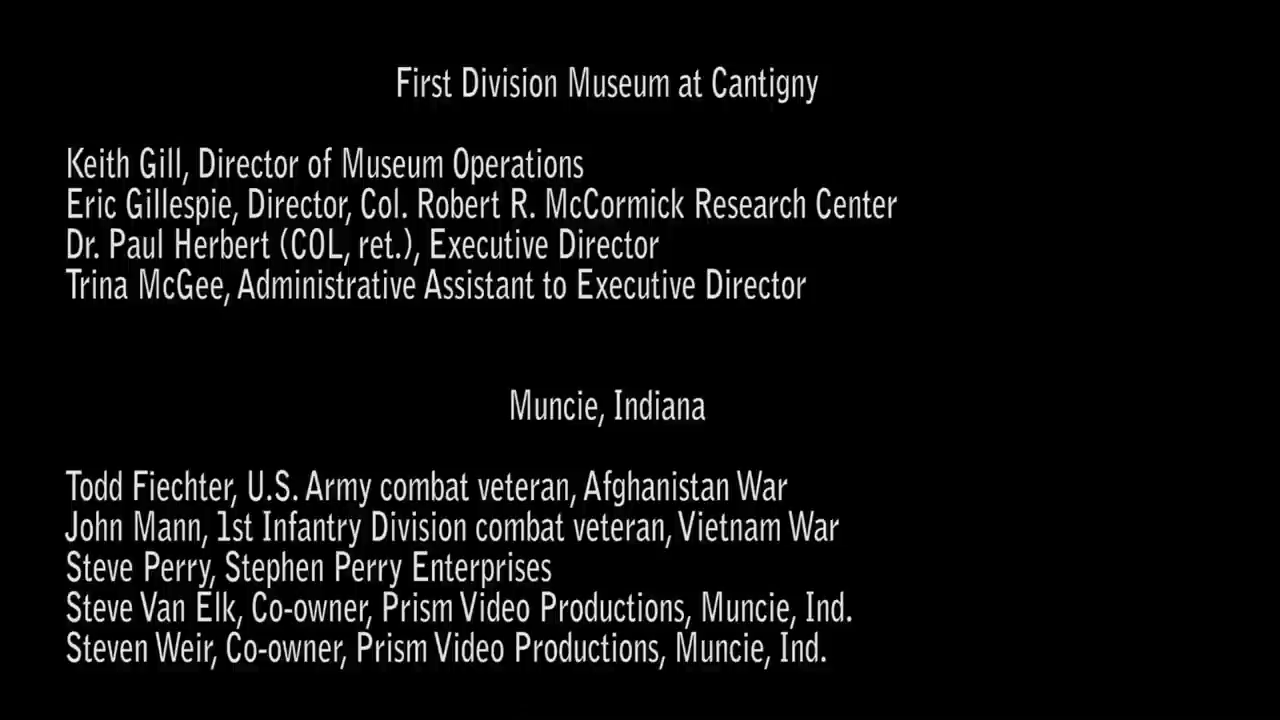 First Division Museum at Cantigny
Keith Gill, Director of Museum Operations
Eric Gillespie, Director, Col. Robert R. McCormick Research Center
Dr. Paul Herbert (COL, ret.), Executive Director
Trina McGee, Administrative Assistant to Executive Director
Muncie, Indiana
Todd Fiechter, U.S. Army combat veteran, Afghanistan War
John Mann, 1st Infantry Division combat veteran, Vietnam War
Steve Perry, Stephen Perry Enterprises
Steve Van Elk, Co-owner, Prism Video Productions, Muncie, Ind.
Steven Weir, Co-owner, Prism Video Productions, Muncie, Ind.